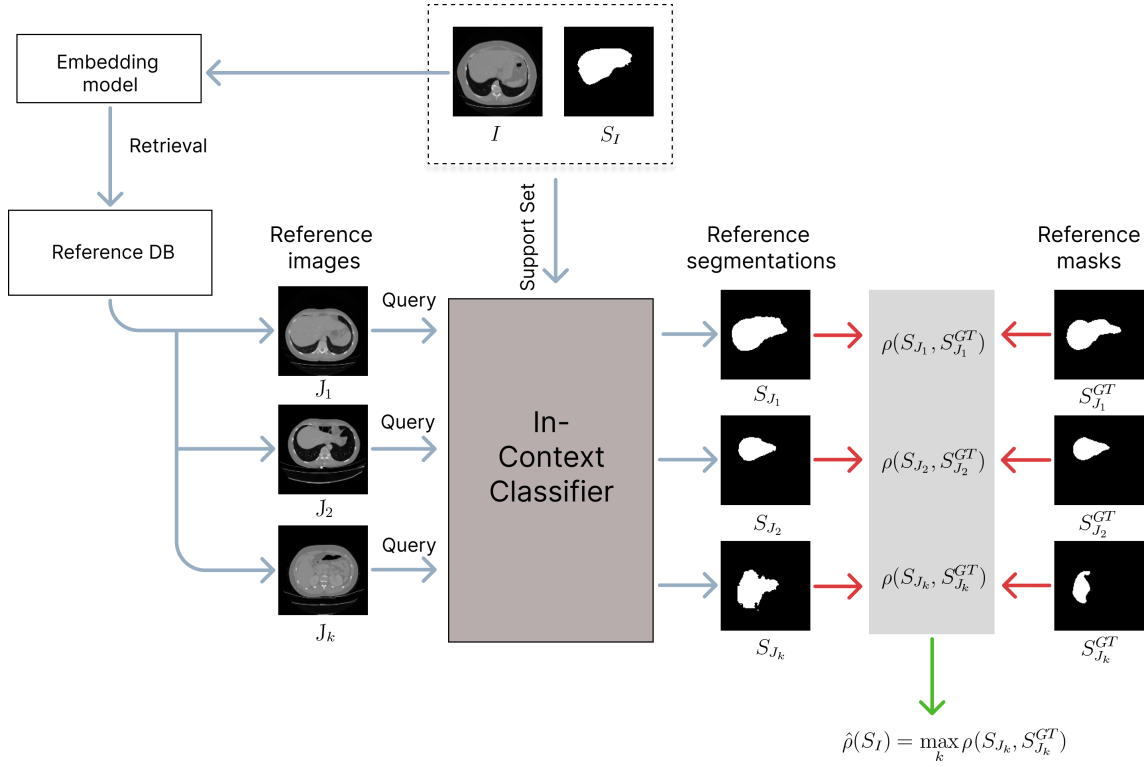 Embedding
model
I
S_I
Retrieval
Support Set
Reference DB
Reference
images
Reference
segmentations
Reference
masks
Query
J_1
Query
J_2
Query
J_k
In-
Context
Classifier
S_{J_1}
ρ(S_{J_1}, S_{J_1}^{GT})
S_{J_1}^{GT}
S_{J_2}
ρ(S_{J_2}, S_{J_2}^{GT})
S_{J_2}^{GT}
S_{J_k}
ρ(S_{J_k}, S_{J_k}^{GT})
S_{J_k}^{GT}
ρ̂(S_I) = max_k ρ(S_{J_k}, S_{J_k}^{GT})